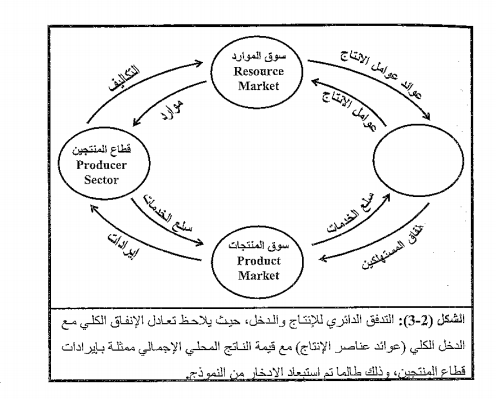 سوق الموارد
Resource
Market
التكاليف
موارد
عوائد عوامل الانتاج
عوامل الانتاج
قطاع المنتجين
Producer
Sector
سلع الخدمات
إيرادات
سوق المنتجات
Product
Market
سلع الخدمات
نفاق المستهلكين
الشكل (2-3): التدفق الدائري للإنتاج والدخل، حيث يلاحظ تعادل الإنفاق الكلي مع
الدخل الكلي (عوائد عناصر الإنتاج) مع قيمة الناتج المحلي الإجمالي ممثلة بإيرادات
قطاع المنتجين، وذلك طالما تم استبعاد الادخار من النموذج.